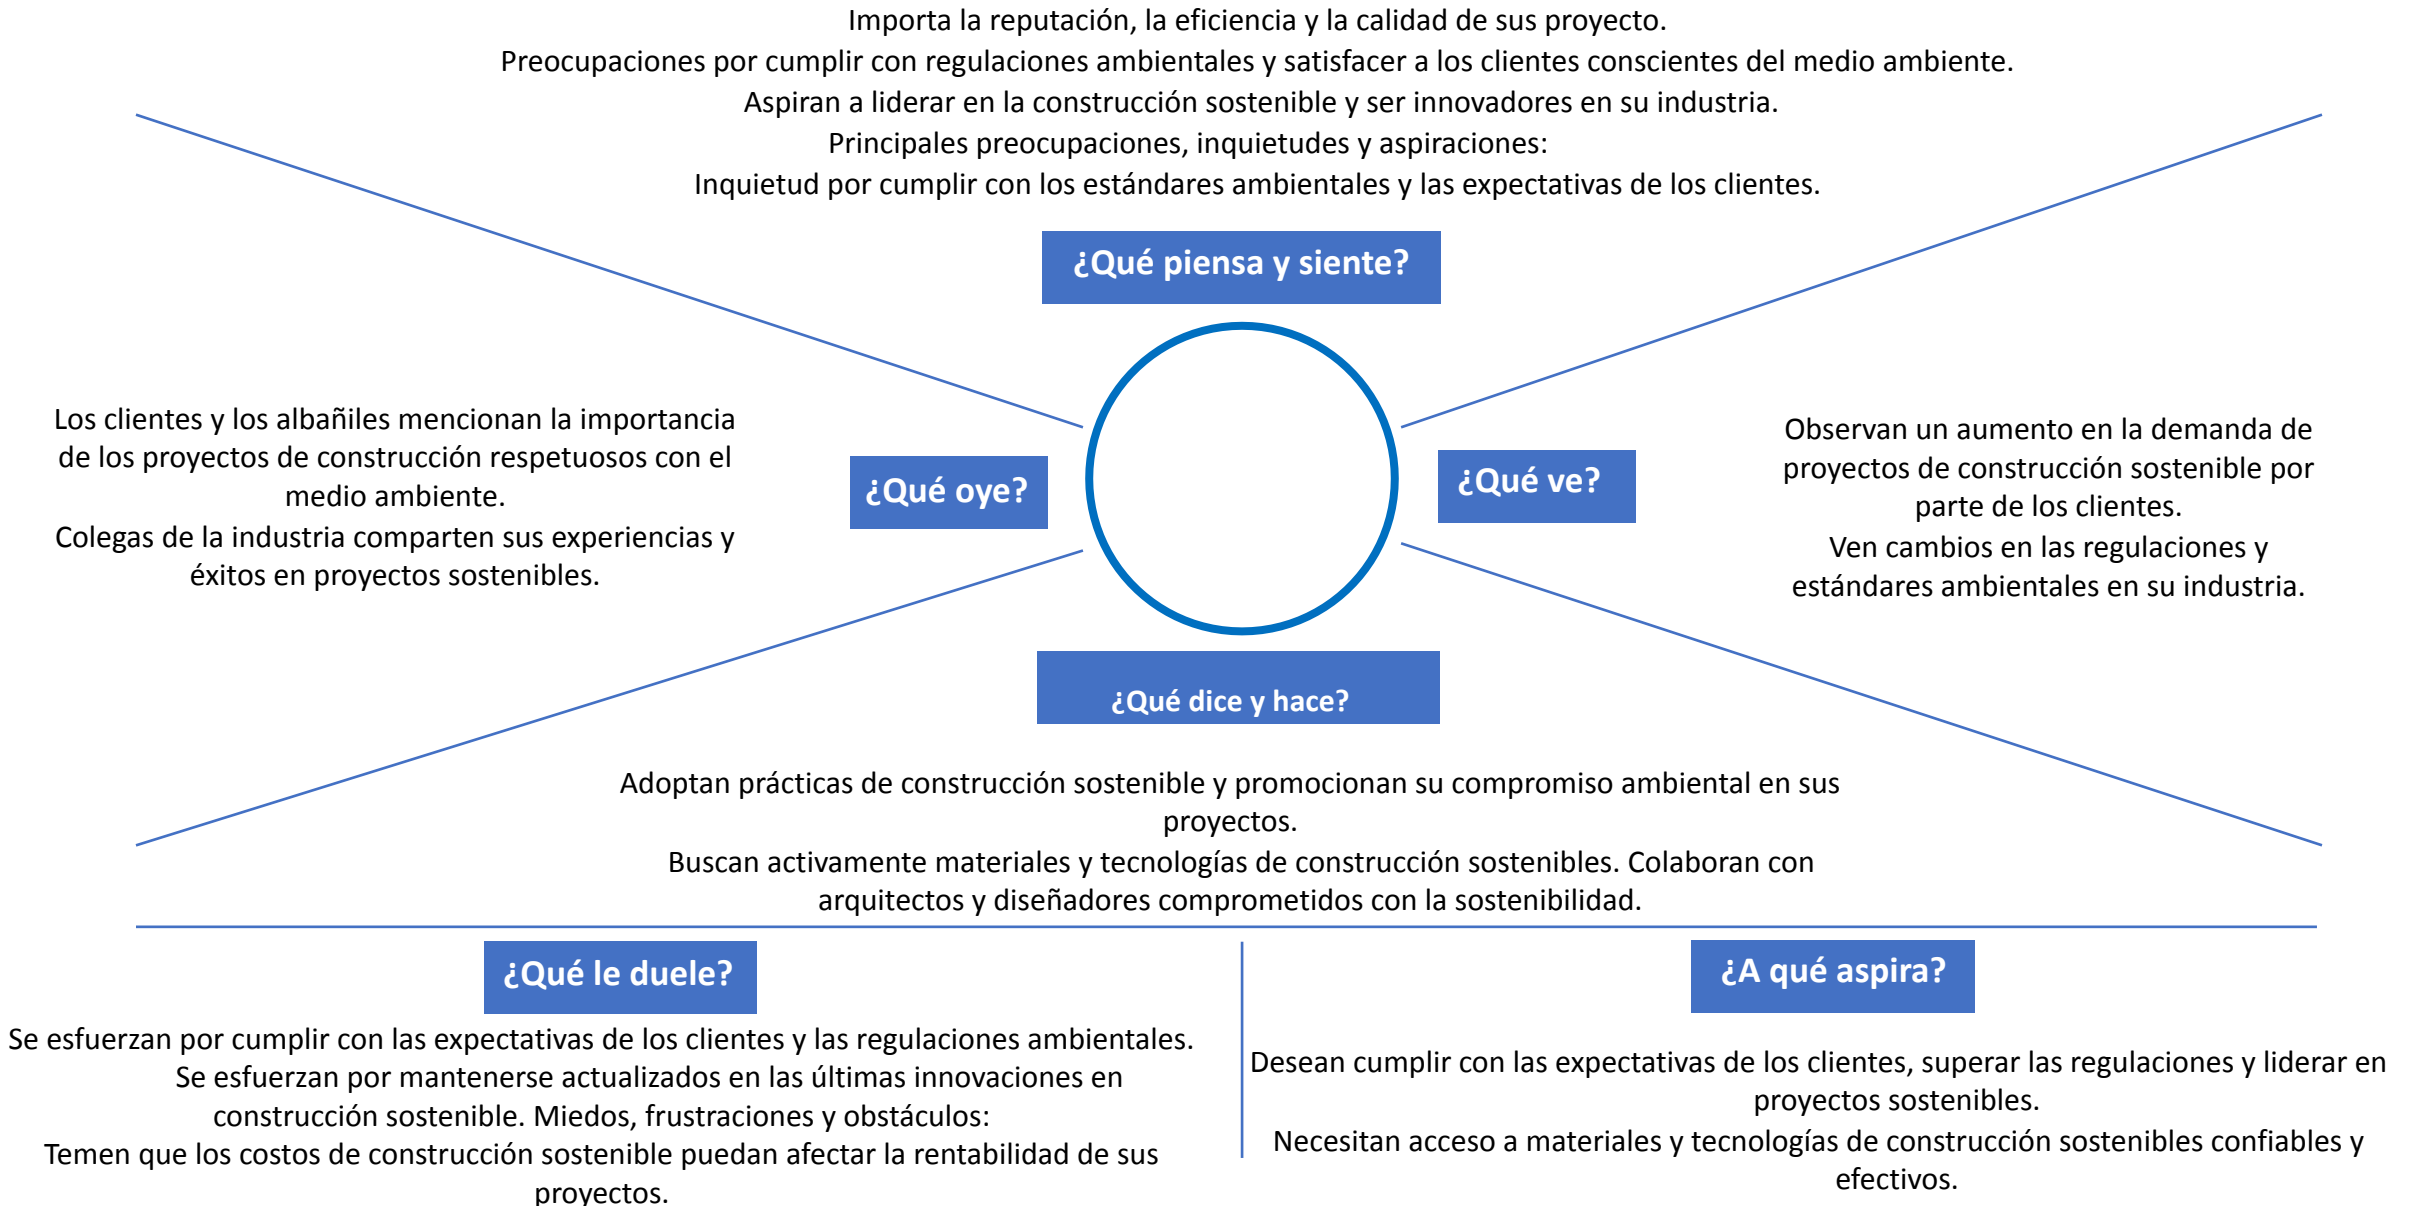 Importa la reputación, la eficiencia y la calidad de sus proyecto.
Preocupaciones por cumplir con regulaciones ambientales y satisfacer a los clientes conscientes del medio ambiente.
Aspiran a liderar en la construcción sostenible y ser innovadores en su industria.
Principales preocupaciones, inquietudes y aspiraciones:
Inquietud por cumplir con los estándares ambientales y las expectativas de los clientes.
¿Qué piensa y siente?
Los clientes y los albañiles mencionan la importancia
de los proyectos de construcción respetuosos con el
medio ambiente.
Colegas de la industria comparten sus experiencias y
éxitos en proyectos sostenibles.
¿Qué oye?
¿Qué ve?
Observan un aumento en la demanda de
proyectos de construcción sostenible por
parte de los clientes.
Ven cambios en las regulaciones y
estándares ambientales en su industria.
¿Qué dice y hace?
Adoptan prácticas de construcción sostenible y promocionan su compromiso ambiental en sus
proyectos.
Buscan activamente materiales y tecnologías de construcción sostenibles. Colaboran con
arquitectos y diseñadores comprometidos con la sostenibilidad.
¿Qué le duele?
Se esfuerzan por cumplir con las expectativas de los clientes y las regulaciones ambientales.
Se esfuerzan por mantenerse actualizados en las últimas innovaciones en
construcción sostenible. Miedos, frustraciones y obstáculos:
Temen que los costos de construcción sostenible puedan afectar la rentabilidad de sus
proyectos.
¿A qué aspira?
Desean cumplir con las expectativas de los clientes, superar las regulaciones y liderar en
proyectos sostenibles.
Necesitan acceso a materiales y tecnologías de construcción sostenibles confiables y
efectivos.